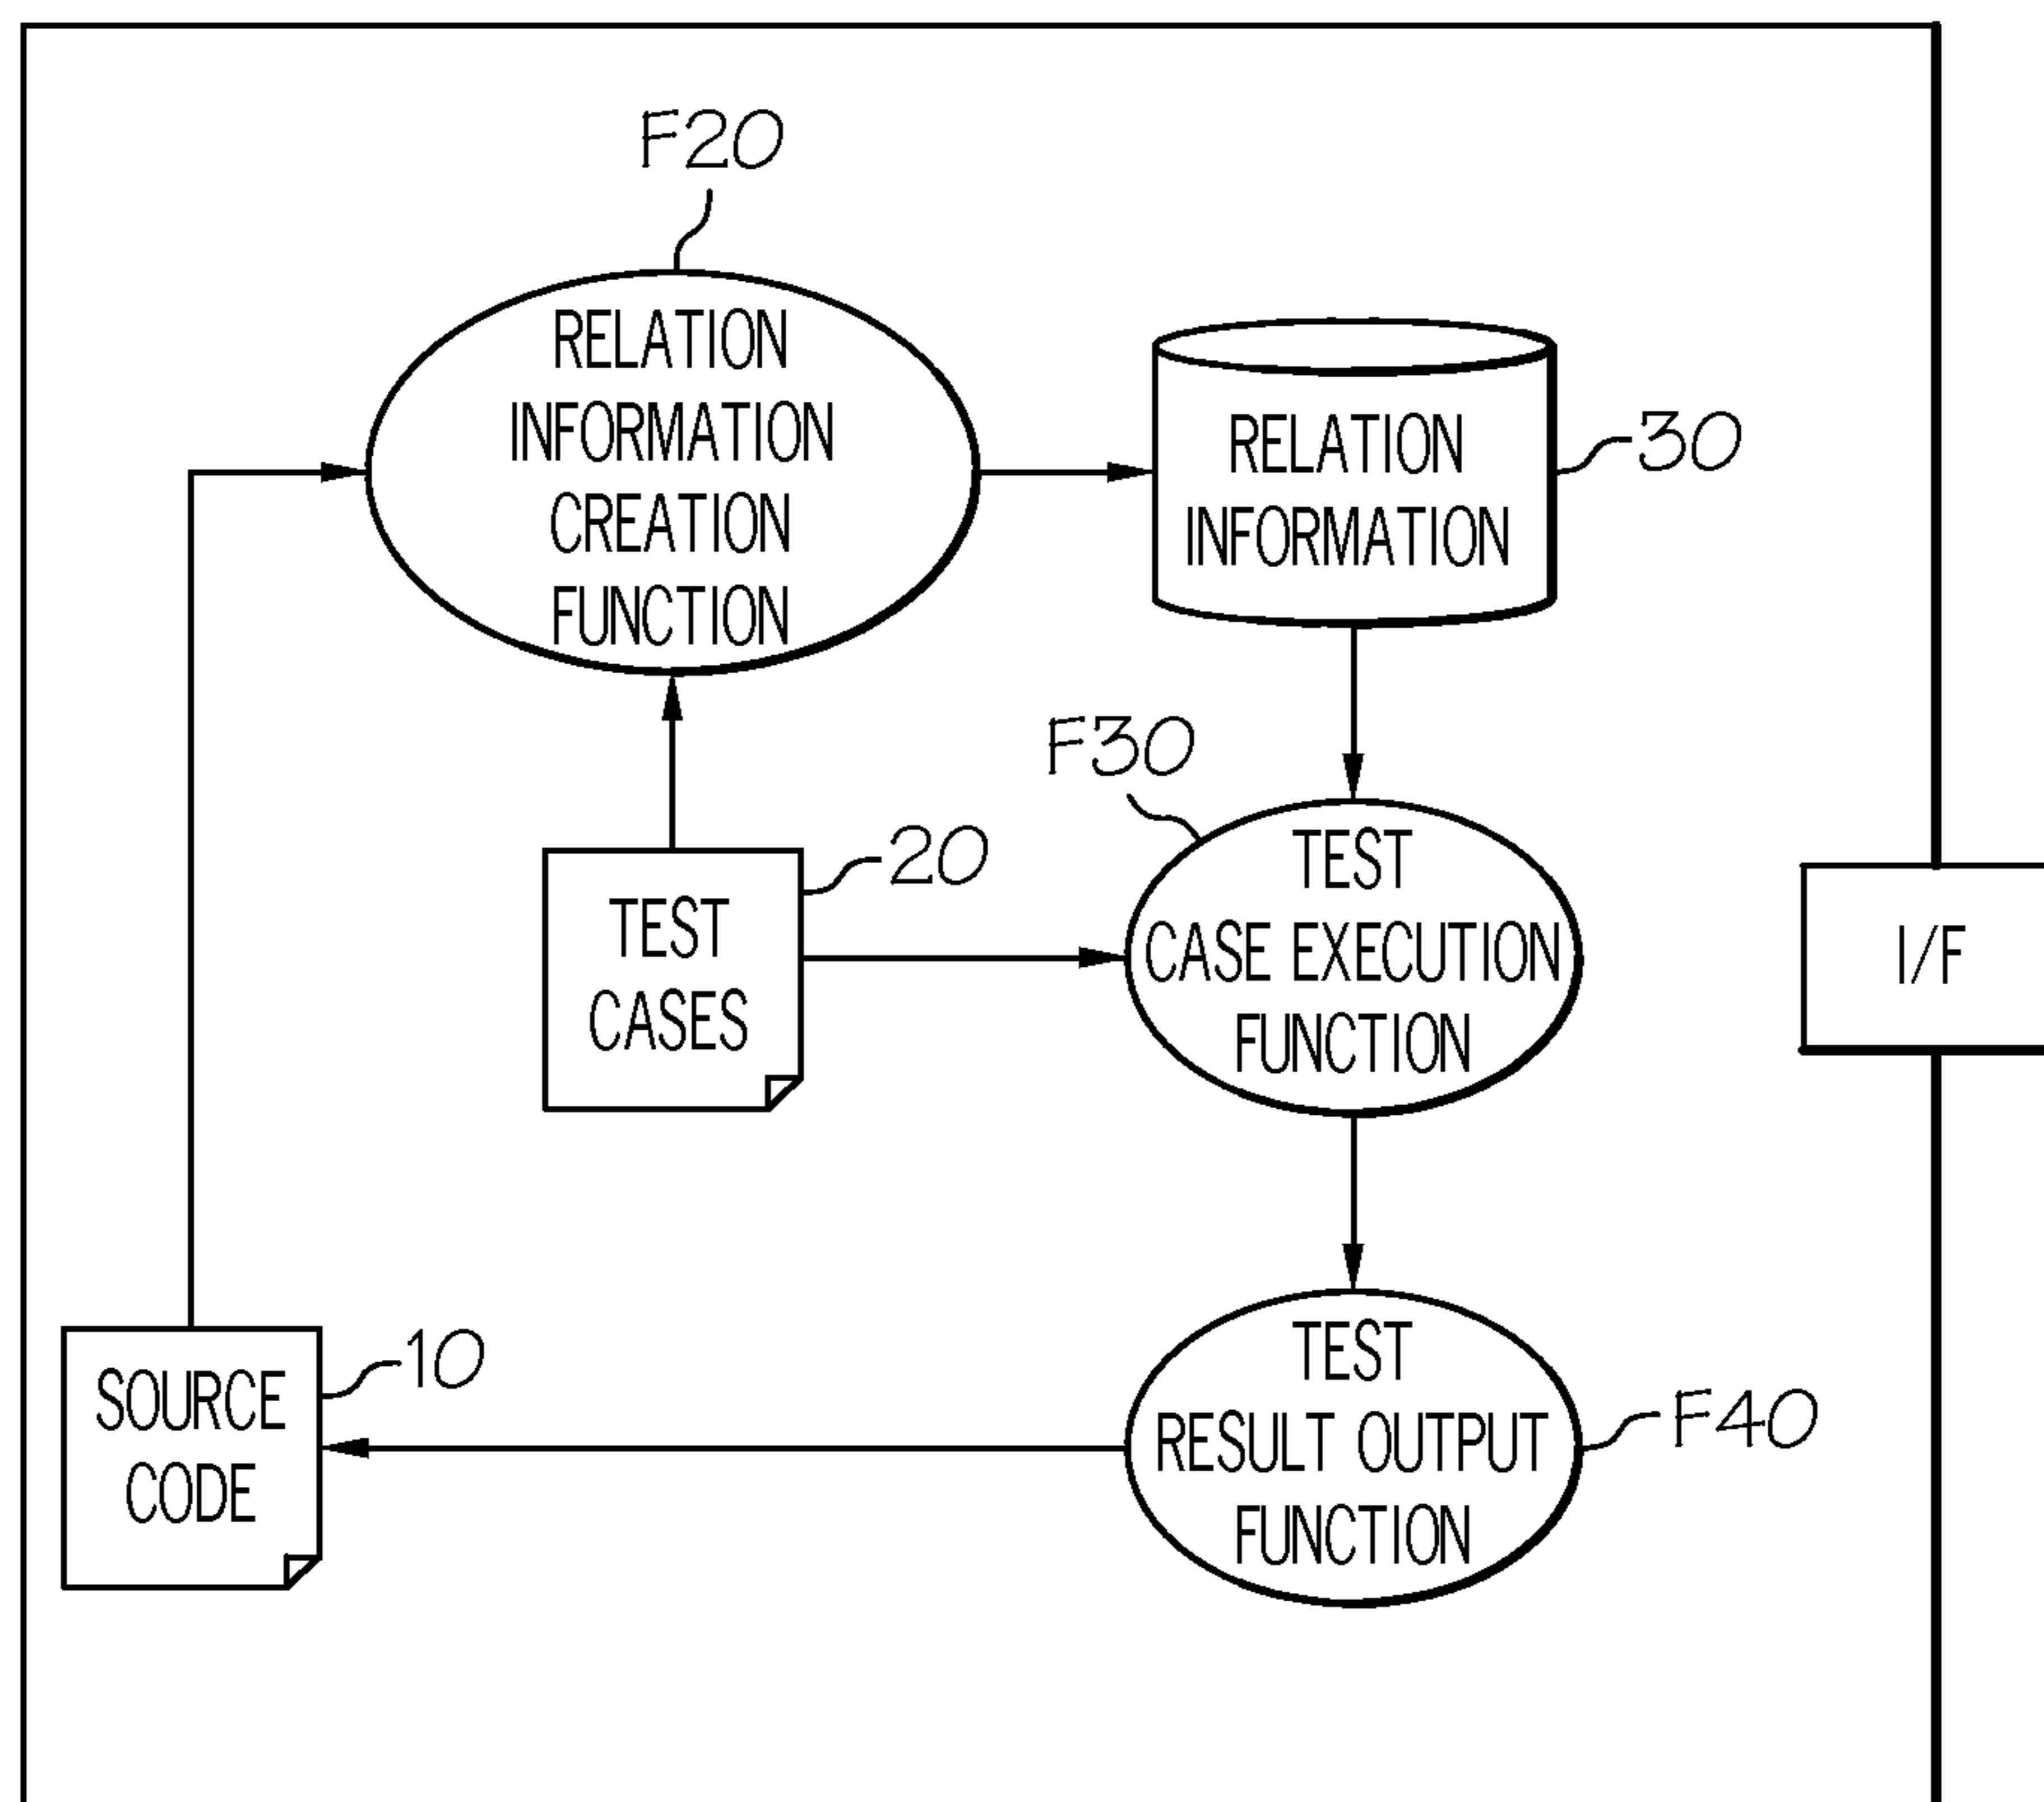 F20
RELATION
INFORMATION
CREATION
FUNCTION
RELATION
INFORMATION
30
F30
20
TEST
CASES
TEST
CASE EXECUTION
FUNCTION
I/F
10
SOURCE
CODE
TEST
RESULT OUTPUT
FUNCTION
F40